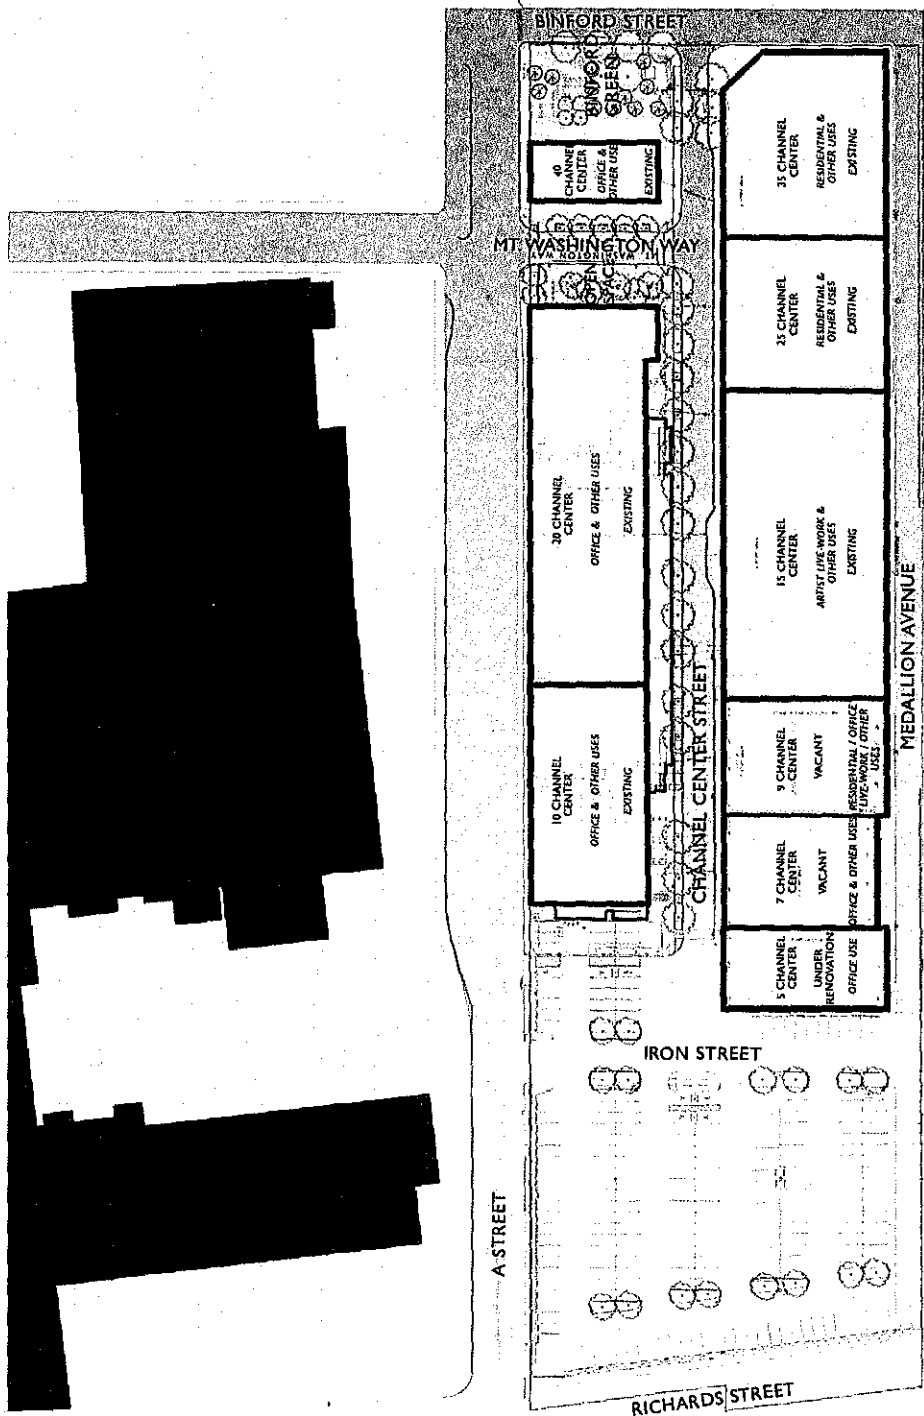 BINFORD STREET
BINFORD
GREEN
40
CHANNEL
CENTER
OFFICE &
OTHER USE
EXISTING
35 CHANNEL
CENTER
RESIDENTIAL &
OTHER USES
EXISTING
MT WASHINGTON WAY
OPEN
SPAC
25 CHANNEL
CENTER
RESIDENTIAL &
OTHER USES
EXISTING
20 CHANNEL
CENTER
OFFICE & OTHER USES
EXISTING
15 CHANNEL
CENTER
ARTIST LIVE-WORK &
OTHER USES
EXISTING
MEDALLION AVENUE
CHANNEL CENTER STREET
10 CHANNEL
CENTER
OFFICE & OTHER USES
EXISTING
9 CHANNEL
CENTER
VACANT
RESIDENTIAL / OFFICE
LIVE-WORK / OTHER
USES
7 CHANNEL
CENTER
VACANT
OFFICE & OTHER USES
5 CHANNEL
CENTER
UNDER
RENOVATION
OFFICE USE
IRON STREET
A STREET
RICHARDS STREET